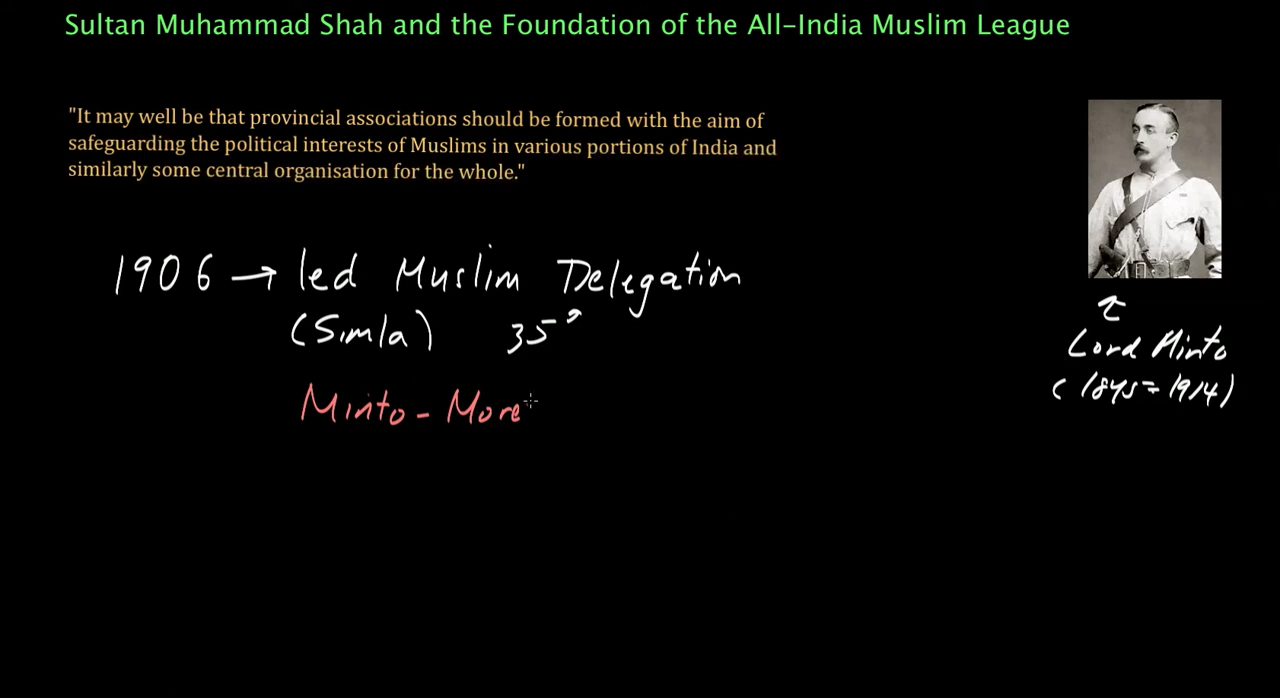 Sultan Muhammad Shah and the Foundation of the All-India Muslim League
"It may well be that provincial associations should be formed with the aim of
safeguarding the political interests of Muslims in various portions of India and
similarly some central organisation for the whole."
1906 → led Muslim Delegation
(Simla) 35
Minto - More
Lord Minto
(1845-1914)